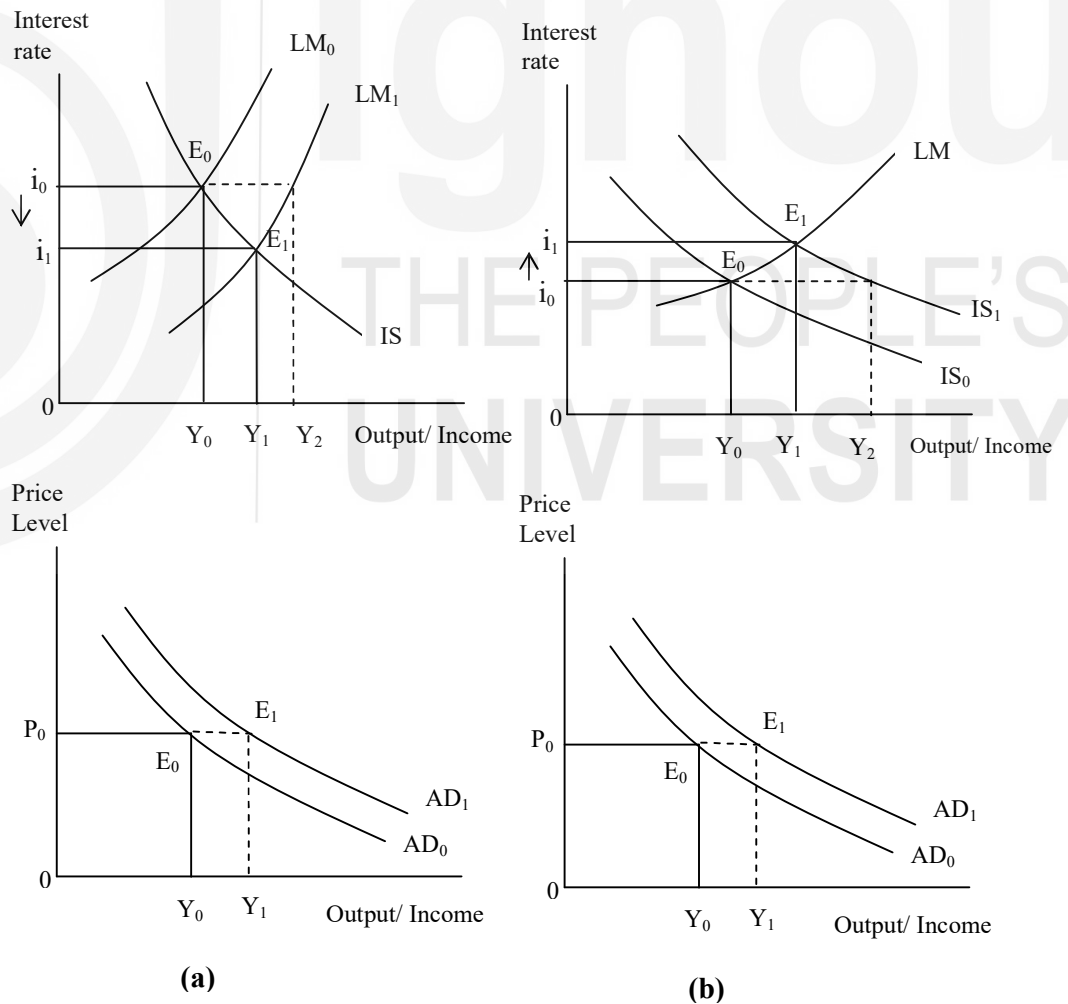 Interest
rate
LM₀
LM₁
E₀
i₀
↓
E₁
i₁
IS
0
Y₀ Y₁ Y₂ Output/ Income
Interest
rate
LM
E₁
i₁
↑
E₀
i₀
IS₁
IS₀
0
Y₀ Y₁ Y₂ Output/ Income
ignou
THE PEOPLE'S
UNIVERSITY
Price
Level
P₀
E₁
E₀
AD₁
AD₀
0
Y₀ Y₁ Output/ Income
(a)
Price
Level
P₀
E₁
E₀
AD₁
AD₀
0
Y₀ Y₁ Output/ Income
(b)